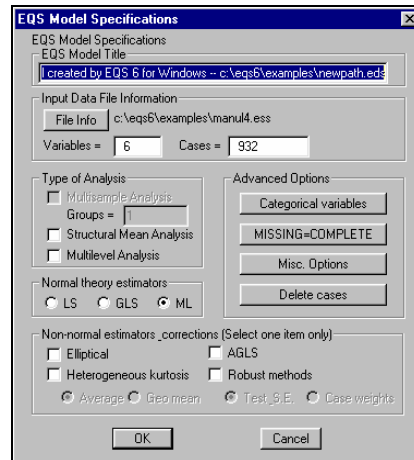 EQS Model Specifications
EQS Model Specifications
EQS Model Title
l created by EQS 6 for Windows -- c:\eqs6\examples\newpath.eds
Input Data File Information
File Info c:\eqs6\examples\manul4.ess
Variables = 6 Cases = 932
Type of Analysis
Multisample Analysis
Groups = 1
Structural Mean Analysis
Multilevel Analysis
Advanced Options
Categorical variables
MISSING=COMPLETE
Misc. Options
Delete cases
Normal theory estimators
LS GLS ML
Non-normal estimators _corrections (Select one item only)
Elliptical AGLS
Heterogeneous kurtosis Robust methods
Average Geo mean Test_S.E. Case weights
OK Cancel